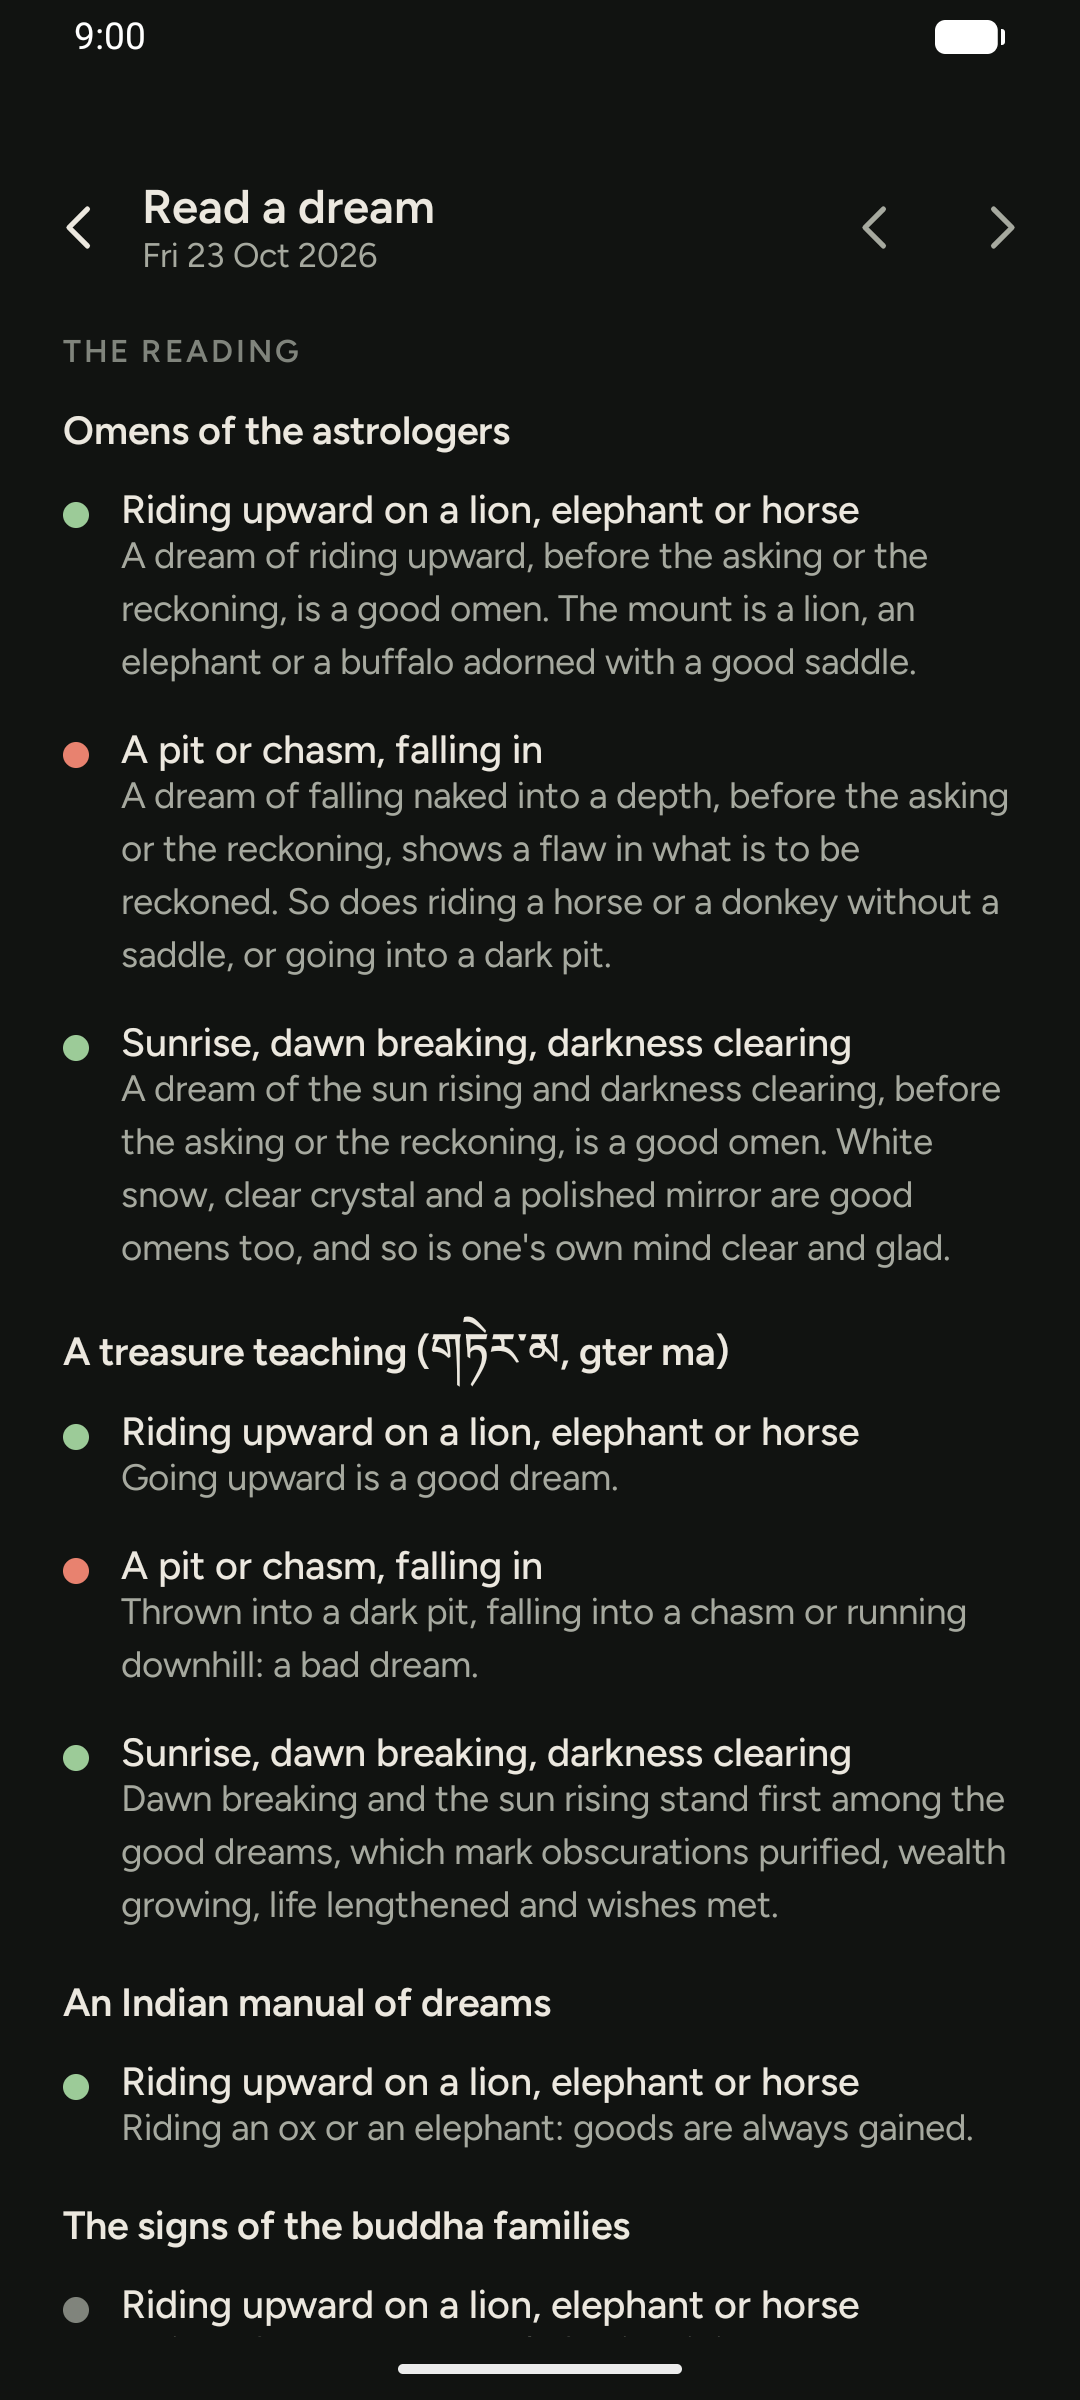 9:00
Read a dream
Fri 23 Oct 2026
THE READING
Omens of the astrologers
Riding upward on a lion, elephant or horse
A dream of riding upward, before the asking or the
reckoning, is a good omen. The mount is a lion, an
elephant or a buffalo adorned with a good saddle.
A pit or chasm, falling in
A dream of falling naked into a depth, before the asking
or the reckoning, shows a flaw in what is to be
reckoned. So does riding a horse or a donkey without a
saddle, or going into a dark pit.
Sunrise, dawn breaking, darkness clearing
A dream of the sun rising and darkness clearing, before
the asking or the reckoning, is a good omen. White
snow, clear crystal and a polished mirror are good
omens too, and so is one's own mind clear and glad.
A treasure teaching (གཏེར་མ, gter ma)
Riding upward on a lion, elephant or horse
Going upward is a good dream.
A pit or chasm, falling in
Thrown into a dark pit, falling into a chasm or running
downhill: a bad dream.
Sunrise, dawn breaking, darkness clearing
Dawn breaking and the sun rising stand first among the
good dreams, which mark obscurations purified, wealth
growing, life lengthened and wishes met.
An Indian manual of dreams
Riding upward on a lion, elephant or horse
Riding an ox or an elephant: goods are always gained.
The signs of the buddha families
Riding upward on a lion, elephant or horse